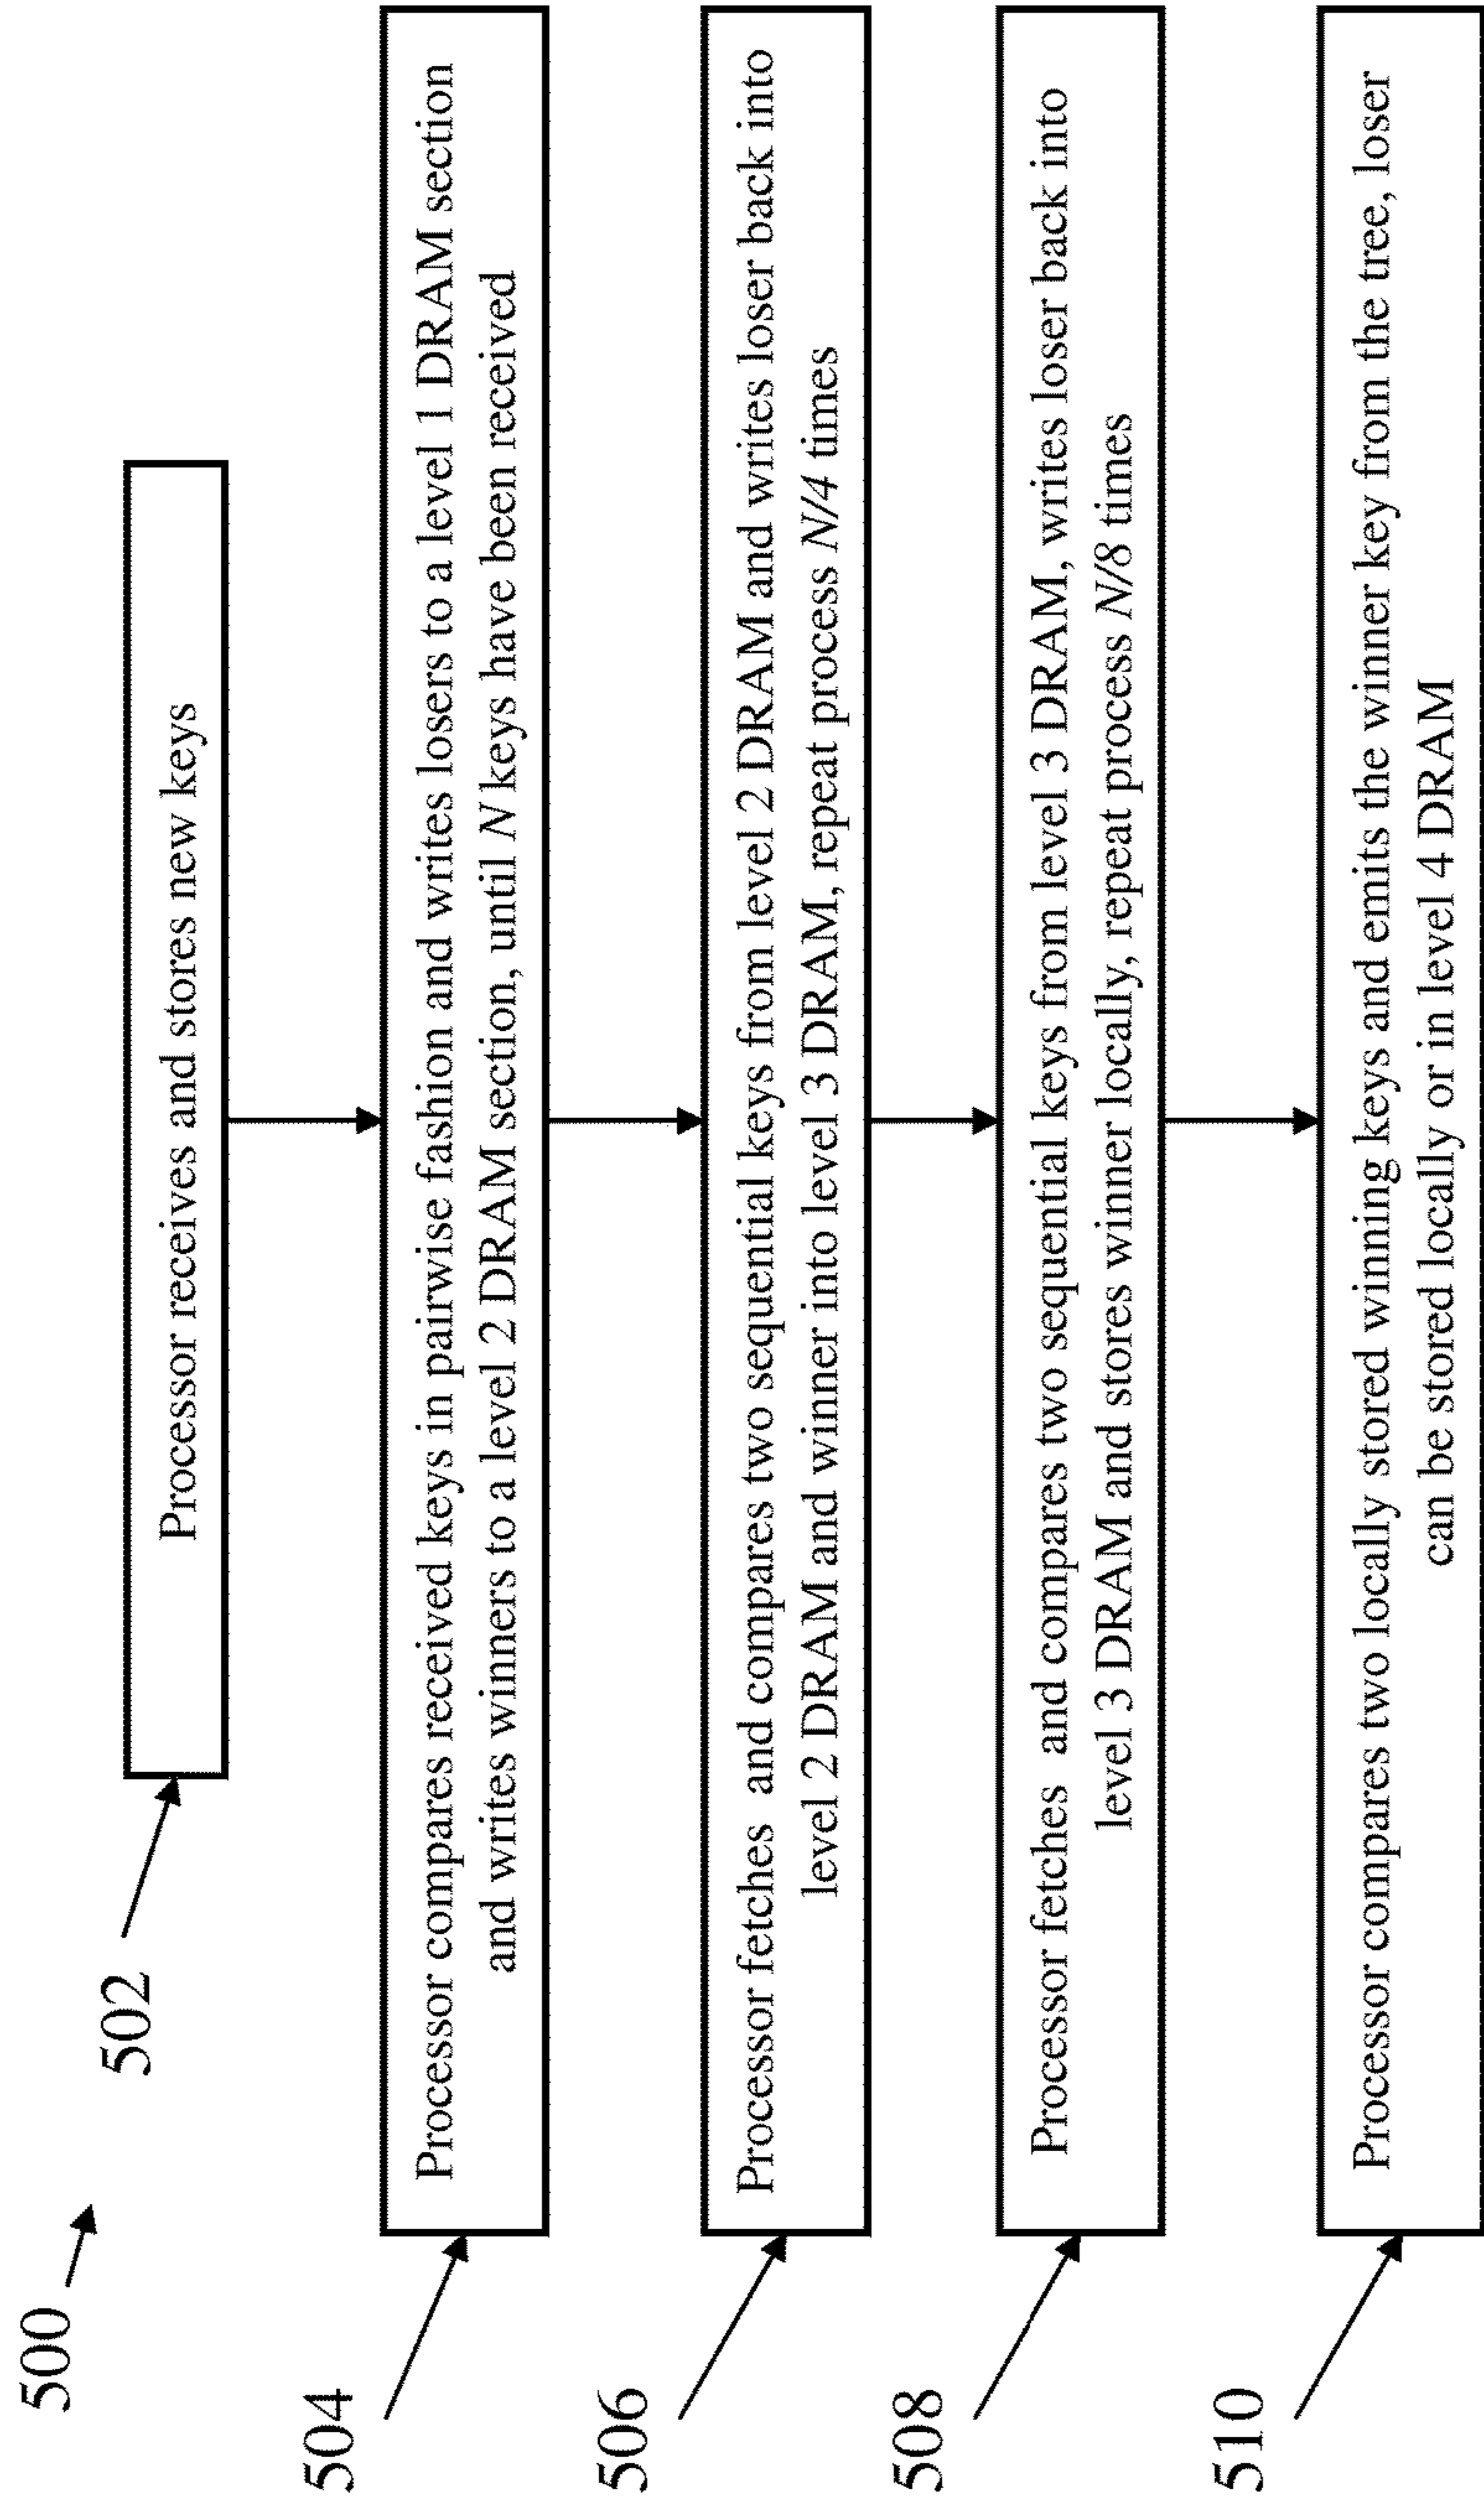 500
502
Processor receives and stores new keys
504
Processor compares received keys in pairwise fashion and writes losers to a level 1 DRAM section
and writes winners to a level 2 DRAM section, until N keys have been received
506
Processor fetches and compares two sequential keys from level 2 DRAM and writes loser back into
level 2 DRAM and winner into level 3 DRAM, repeat process N/4 times
508
Processor fetches and compares two sequential keys from level 3 DRAM, writes loser back into
level 3 DRAM and stores winner locally, repeat process N/8 times
510
Processor compares two locally stored winning keys and emits the winner key from the tree, loser
can be stored locally or in level 4 DRAM